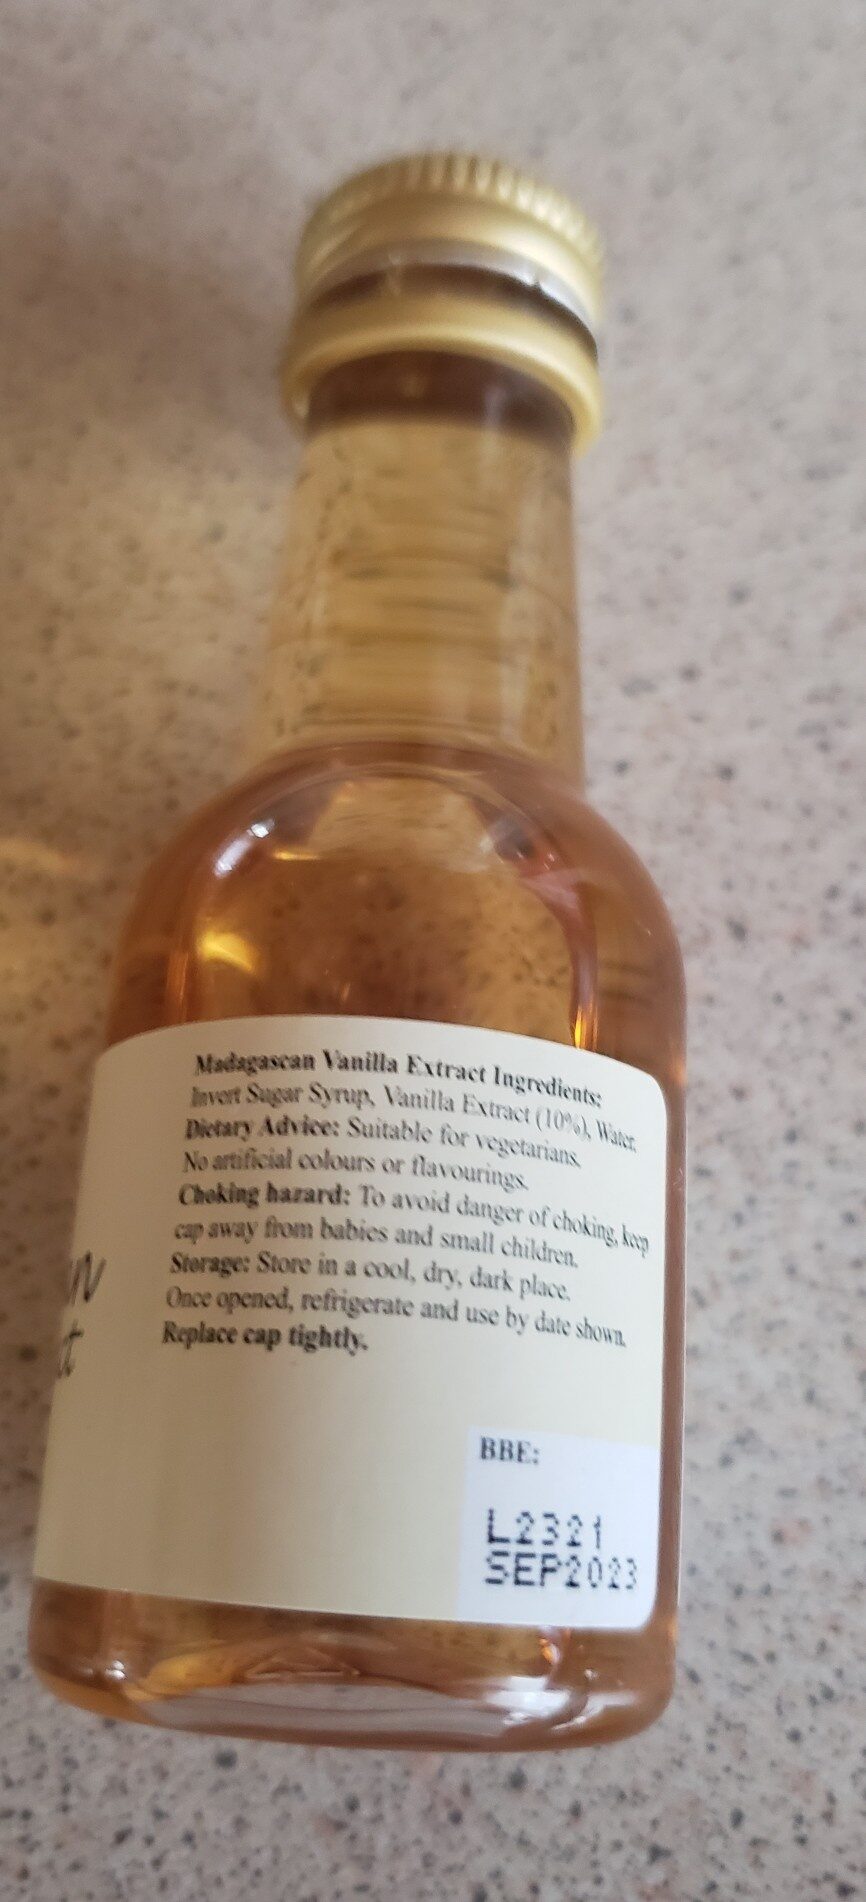 Madagascan Vanilla Extract Ingredients:
Invert Sugar Syrup, Vanilla Extract (10%), Water.
Dietary Advice: Suitable for vegetarians.
No artificial colours or flavourings.
Choking hazard: To avoid danger of choking, keep
cap away from babies and small children.
Storage: Store in a cool, dry, dark place.
Once opened, refrigerate and use by date shown.
Replace cap tightly.
BBE:
L2321
SEP2023